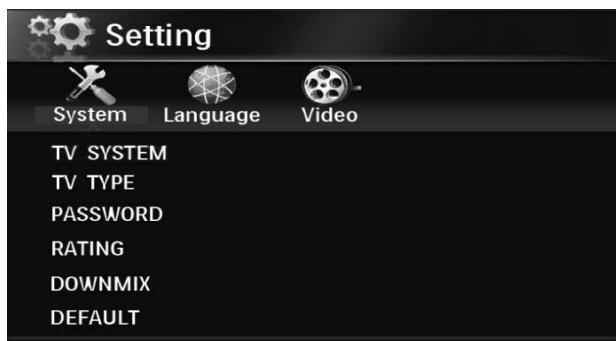 Setting
System Language Video
TV SYSTEM
TV TYPE
PASSWORD
RATING
DOWNMIX
DEFAULT